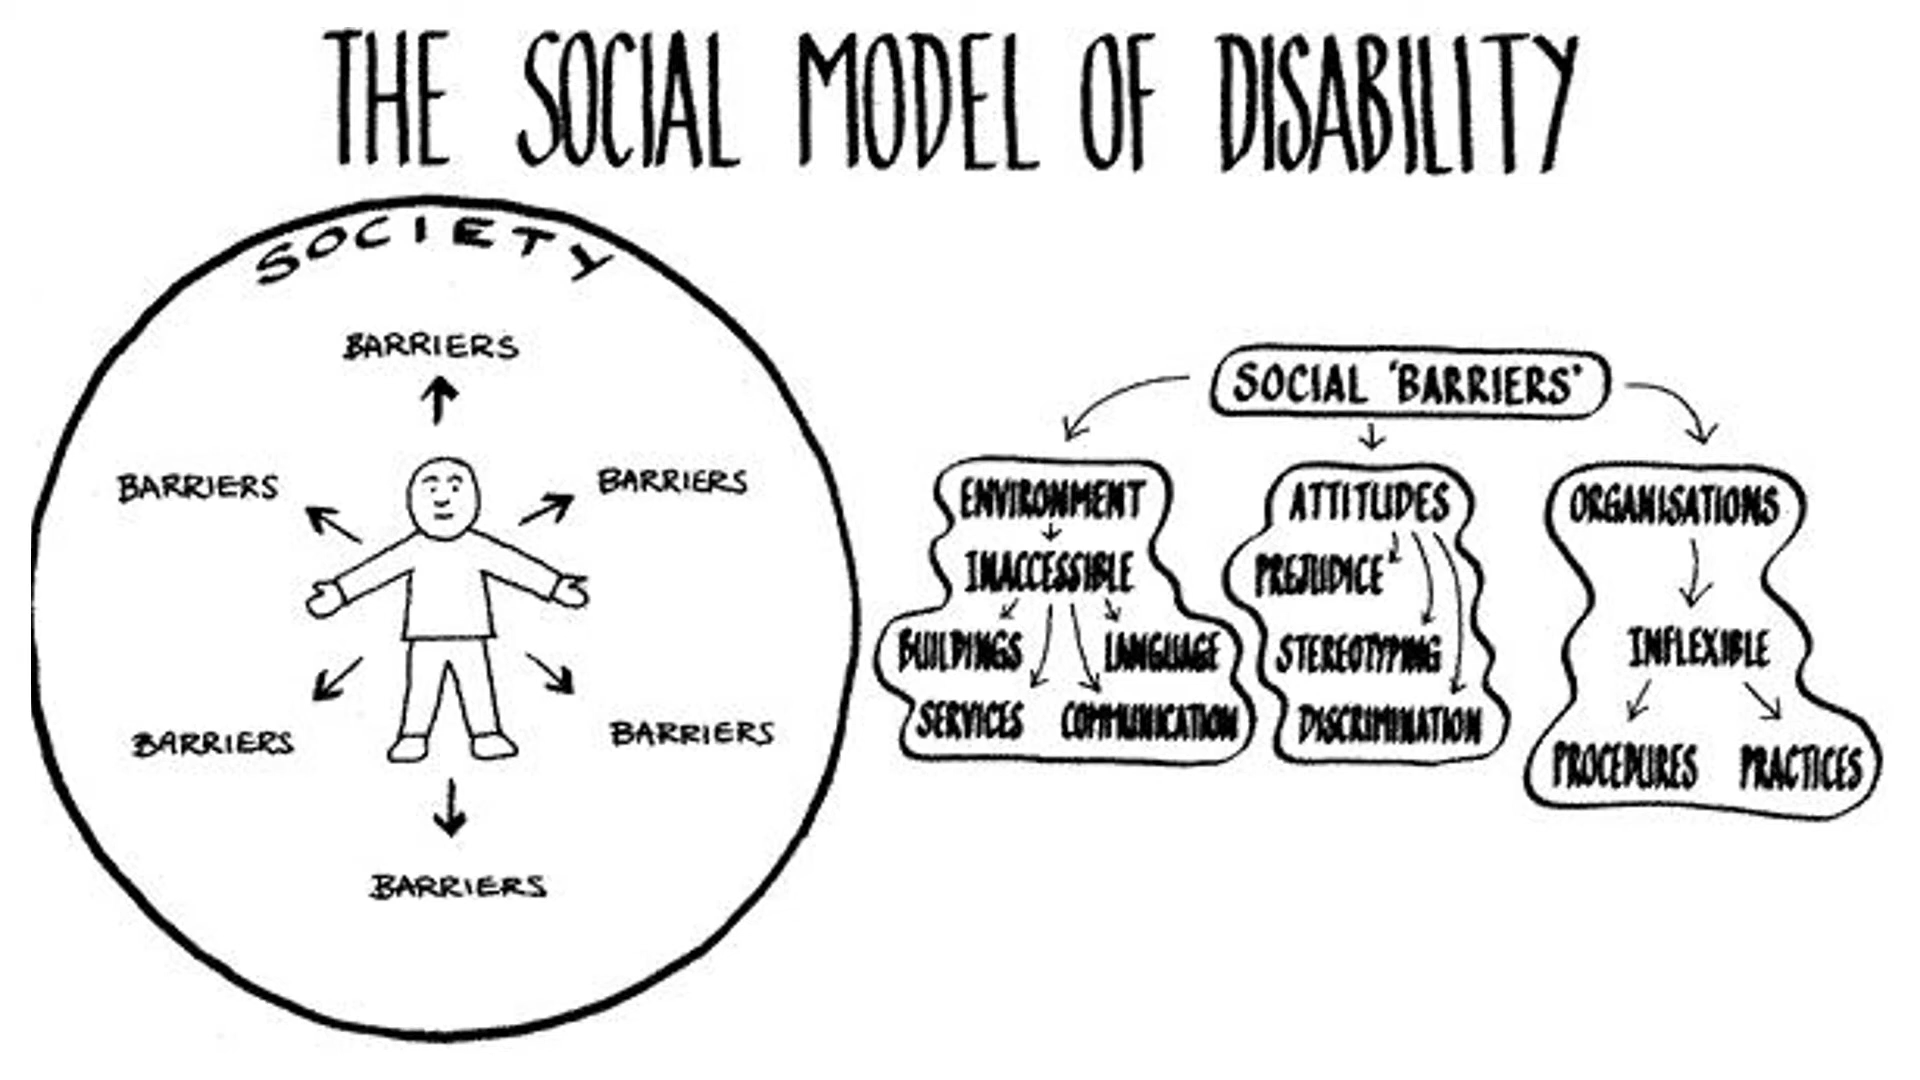 THE SOCIAL MODEL OF DISABILITY
SOCIETY
BARRIERS
BARRIERS
BARRIERS
BARRIERS
BARRIERS
BARRIERS
SOCIAL 'BARRIERS'
ENVIRONMENT
INACCESSIBLE
BUILDINGS
LANGUAGE
SERVICES
COMMUNICATION
ATTITUDES
PREJUDICE
STEREOTYPING
DISCRIMINATION
ORGANISATIONS
INFLEXIBLE
PROCEDURES
PRACTICES